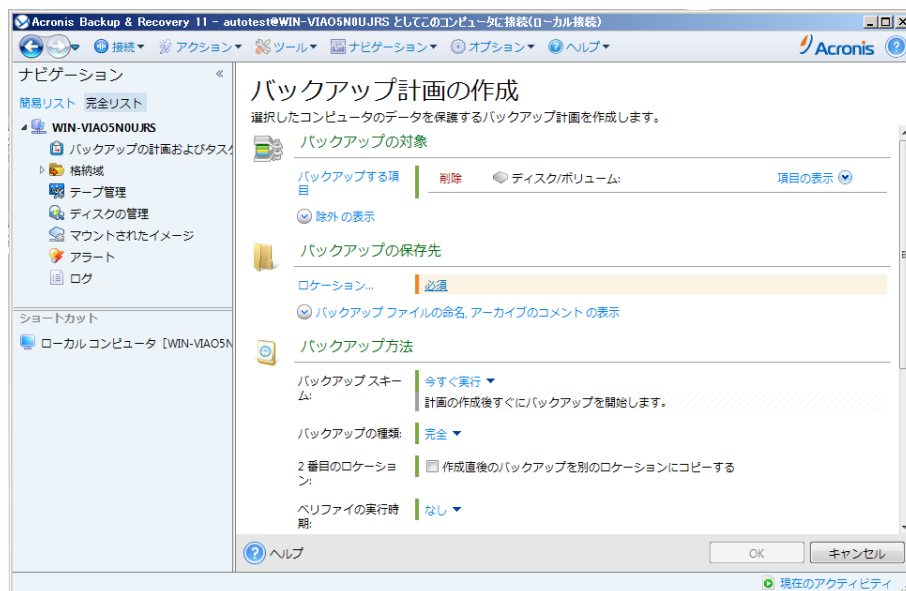 Acronis Backup & Recovery 11 - autotest@WIN-VIAO5N0UJRS としてこのコンピュータに接続(ローカル接続)
接続 アクション ツール ナビゲーション オプション ヘルプ Acronis
ナビゲーション
簡易リスト 完全リスト
WIN-VIAO5N0UJRS
バックアップの計画およびタスク
格納域
テープ管理
ディスクの管理
マウントされたイメージ
アラート
ログ
ショートカット
ローカル コンピュータ [WIN-VIAO5N
バックアップ計画の作成
選択したコンピュータのデータを保護するバックアップ計画を作成します。
バックアップの対象
バックアップする項
目
削除 ディスク/ボリューム: 項目の表示
除外 の表示
バックアップの保存先
ロケーション... 必須
バックアップ ファイルの命名, アーカイブのコメント の表示
バックアップ方法
バックアップ スキー
ム:
今すぐ実行
計画の作成後すぐにバックアップを開始します。
バックアップの種類: 完全
2 番目のロケーショ
ン:
作成直後のバックアップを別のロケーションにコピーする
ベリファイの実行時
期:
なし
ヘルプ OK キャンセル
現在のアクティビティ